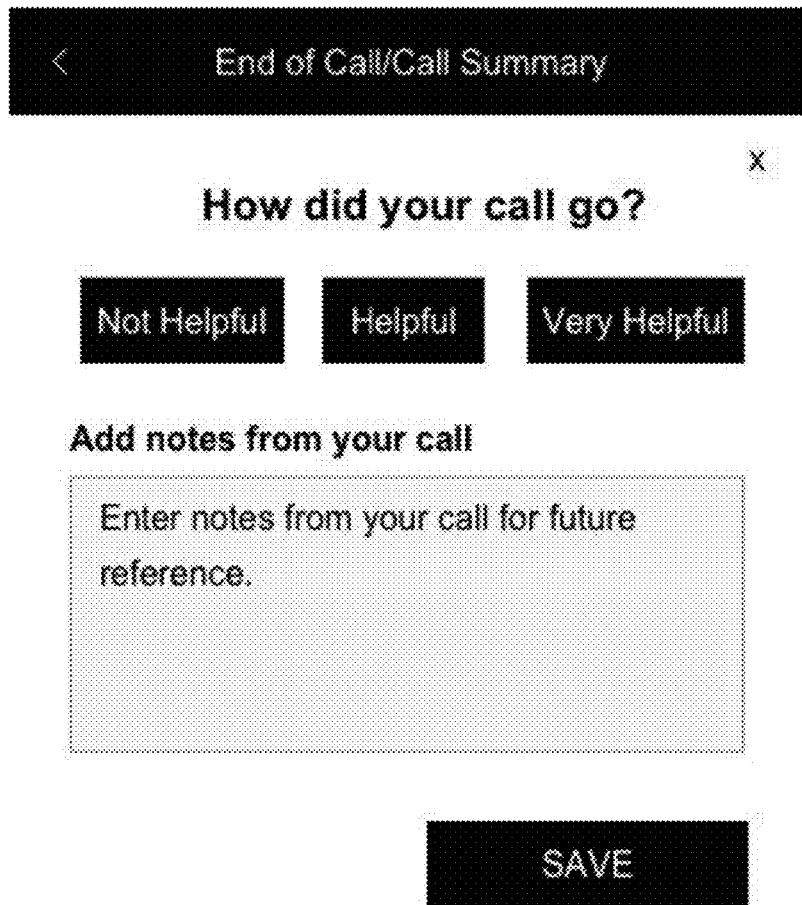 < End of Call/Call Summary
X
How did your call go?
Not Helpful Helpful Very Helpful
Add notes from your call
Enter notes from your call for future
reference.
SAVE